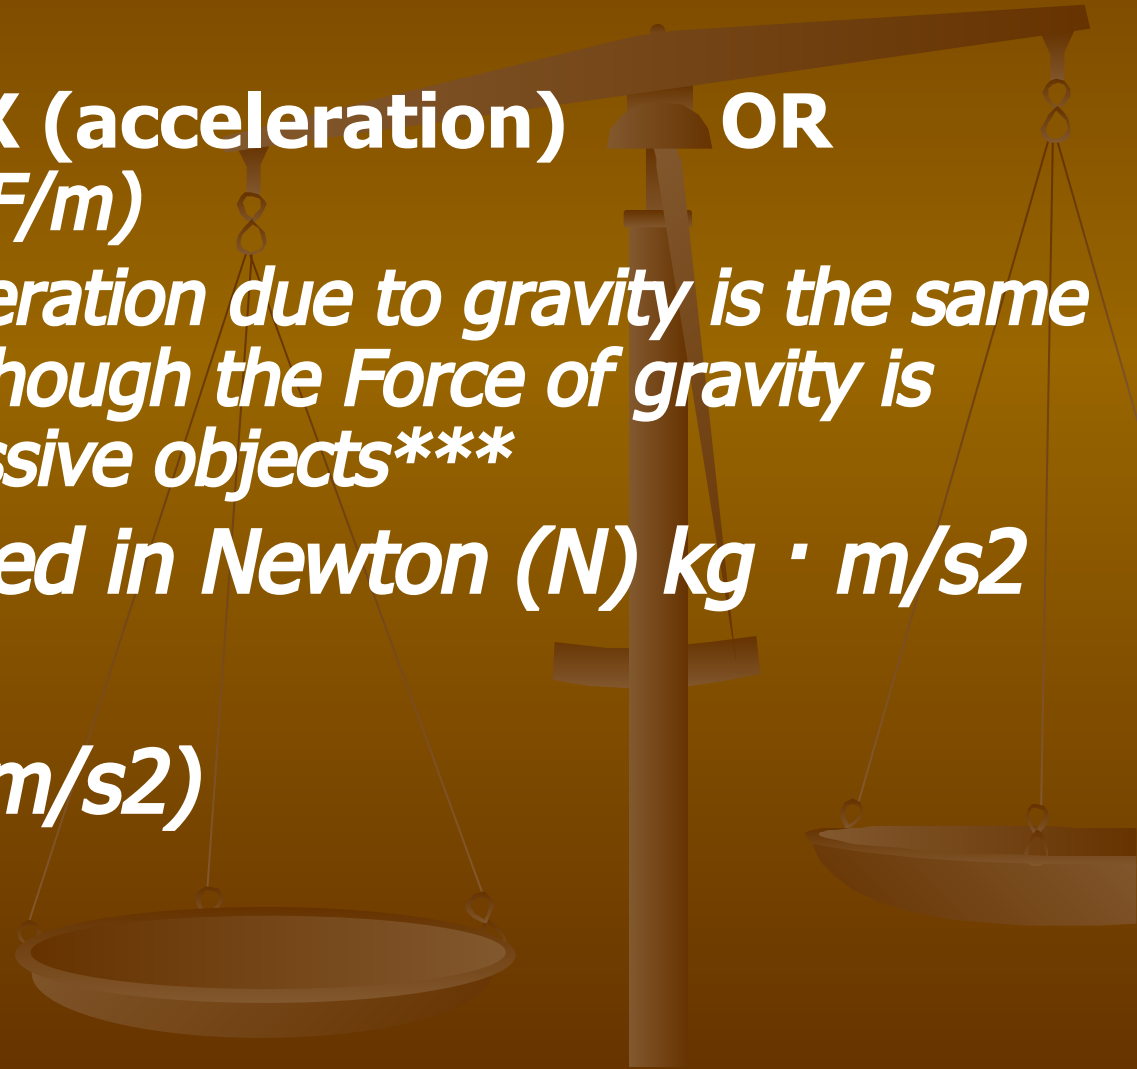 X (acceleration) OR
F/m)
eration due to gravity is the same
hough the Force of gravity is
ssive objects***
ed in Newton (N) kg · m/s2
m/s2)